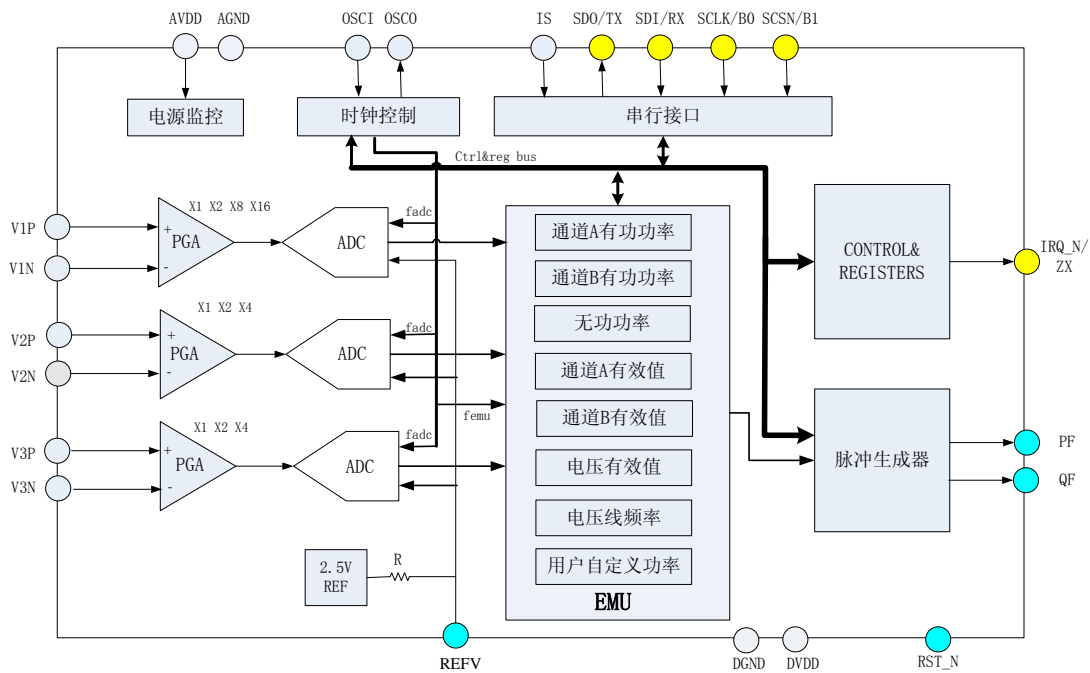 AVDD AGND OSCI OSCO IS SDO/TX SDI/RX SCLK/B0 SCSN/B1
电源监控
时钟控制
串行接口
Ctrl&reg bus
X1 X2 X8 X16
V1P
+
PGA
-
V1N
ADC
fadc
X1 X2 X4
V2P
+
PGA
-
V2N
ADC
fadc
femu
X1 X2 X4
V3P
+
PGA
-
V3N
ADC
fadc
2.5V
REF
R
REFV
通道A有功功率
通道B有功功率
无功功率
通道A有效值
通道B有效值
电压有效值
电压线频率
用户自定义功率
EMU
CONTROL&
REGISTERS
IRQ_N/
ZX
脉冲生成器
PF
QF
DGND DVDD
RST_N